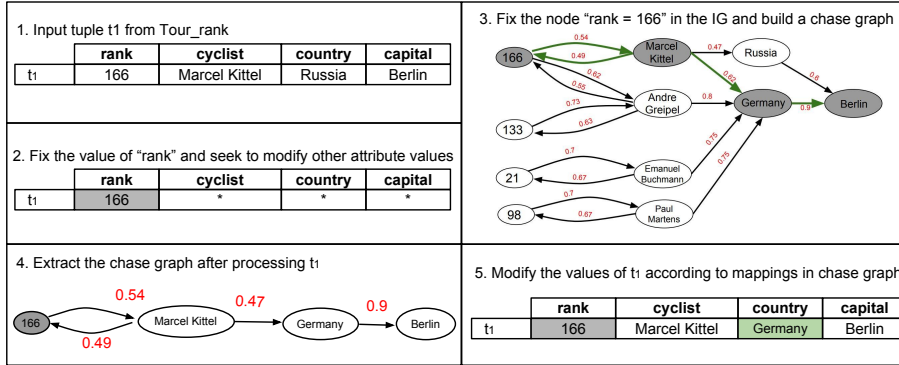 1. Input tuple t1 from Tour_rank
rank cyclist country capital
t1 166 Marcel Kittel Russia Berlin
2. Fix the value of “rank” and seek to modify other attribute values
rank cyclist country capital
t1 166 * * *
3. Fix the node “rank = 166” in the IG and build a chase graph
0.54
166
Marcel
Kittel
0.47
Russia
0.49
0.62
0.62
0.6
0.55
Andre
Greipel
0.8
Germany
0.9
Berlin
0.73
133
0.63
0.75
0.75
0.7
21
Emanuel
Buchmann
0.67
0.7
98
Paul
Martens
0.67
4. Extract the chase graph after processing t1
0.54
0.47
0.9
166
Marcel Kittel
Germany
Berlin
0.49
5. Modify the values of t1 according to mappings in chase graph
rank cyclist country capital
t1 166 Marcel Kittel Germany Berlin